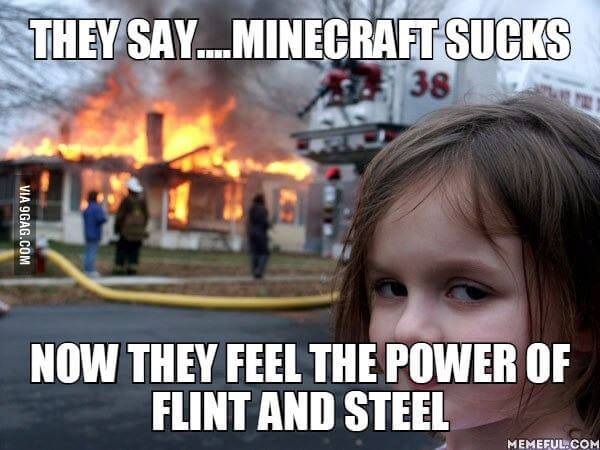 THEY SAY....MINECRAFT SUCKS
38
VIA 9GAG.COM
NOW THEY FEEL THE POWER OF
FLINT AND STEEL
MEMEFUL.COM